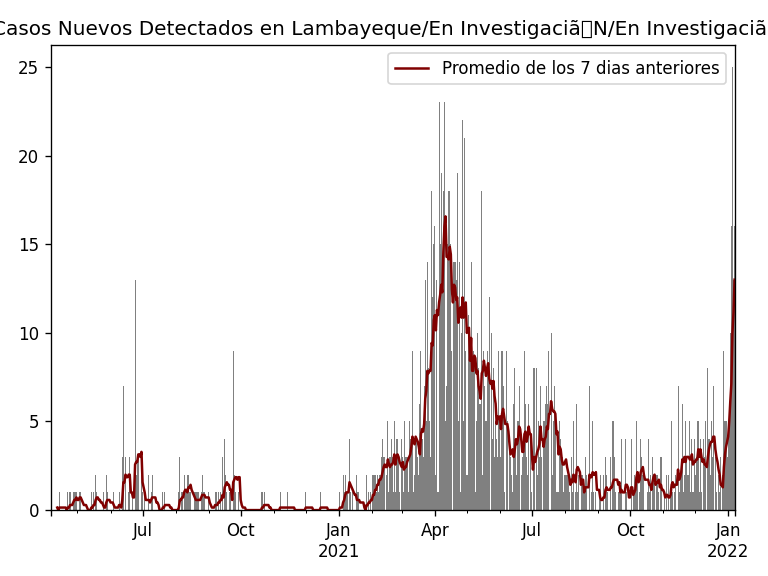 Casos Nuevos Detectados en Lambayeque/En Investigaciã▯N/En Investigaciã
Promedio de los 7 dias anteriores
25
20
15
10
5
0
Jul Oct Jan Apr Jul Oct Jan
2021 2022